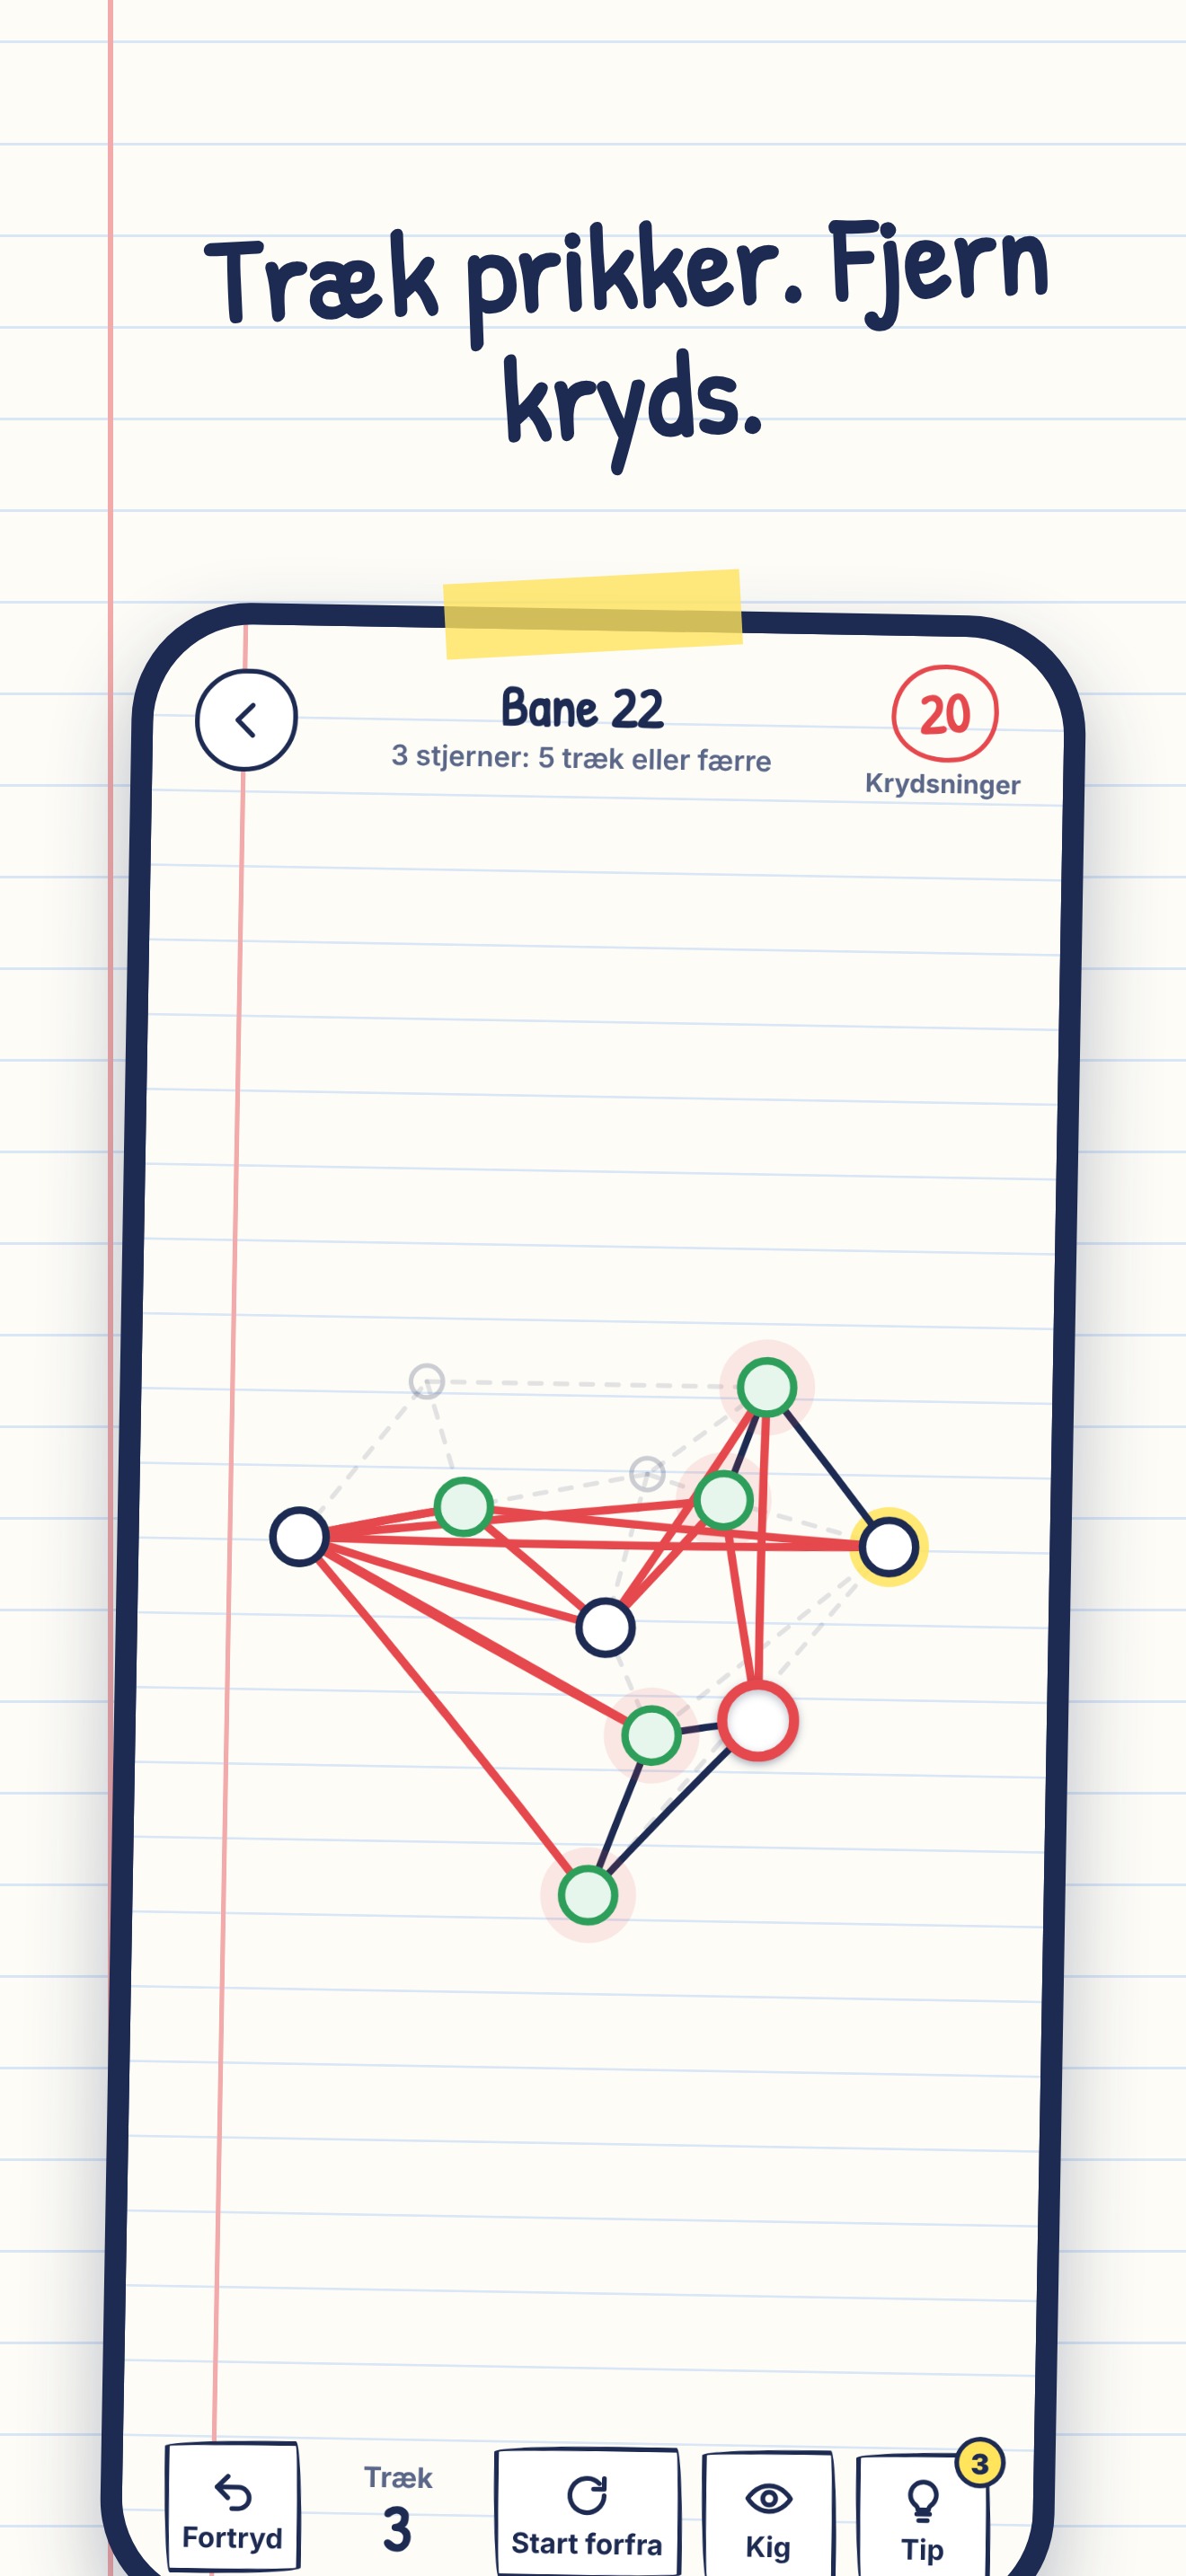 Træk prikker. Fjern
kryds.
Bane 22
3 stjerner: 5 træk eller færre
20
Krydsninger
Fortryd
Træk
3
Start forfra
Kig
3
Tip